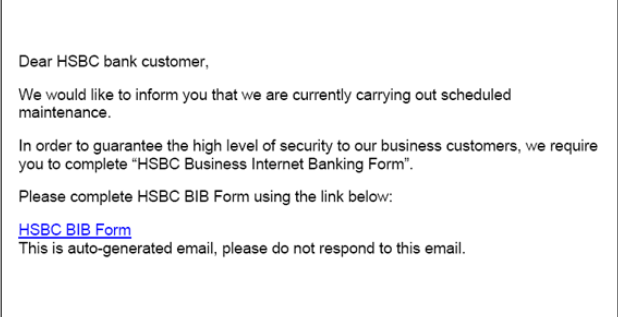 Dear HSBC bank customer,
We would like to inform you that we are currently carrying out scheduled
maintenance.
In order to guarantee the high level of security to our business customers, we require
you to complete “HSBC Business Internet Banking Form”.
Please complete HSBC BIB Form using the link below:
HSBC BIB Form
This is auto-generated email, please do not respond to this email.